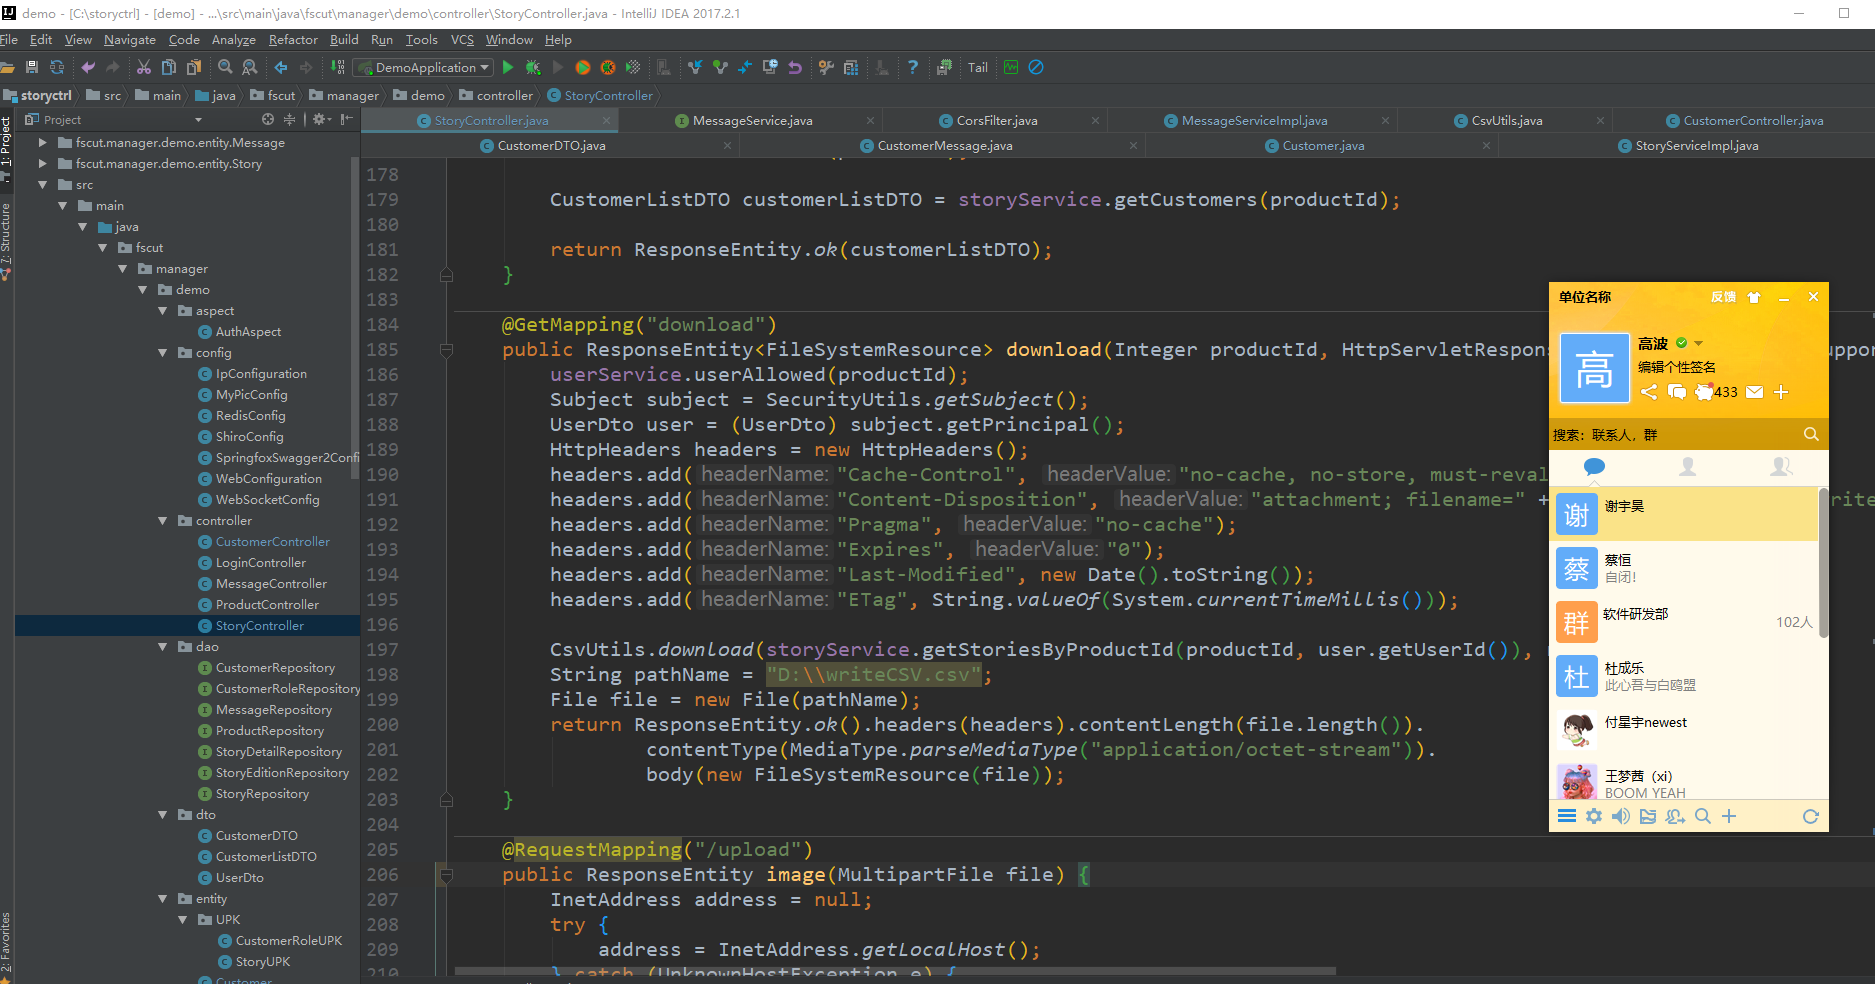 demo - [C:\storyctrl] - [demo] - ...\src\main\java\fscut\manager\demo\controller\StoryController.java - IntelliJ IDEA 2017.2.1
File Edit View Navigate Code Analyze Refactor Build Run Tools VCS Window Help
DemoApplication Tail
storyctrl src main java fscut manager demo controller StoryController
Project
StoryController.java MessageService.java CorsFilter.java MessageServiceImpl.java CsvUtils.java CustomerController.java
CustomerDTO.java CustomerMessage.java Customer.java StoryServiceImpl.java
1: Project
7: Structure
2: Favorites
fscut.manager.demo.entity.Message
fscut.manager.demo.entity.Story
src
main
java
fscut
manager
demo
aspect
AuthAspect
config
IpConfiguration
MyPicConfig
RedisConfig
ShiroConfig
SpringfoxSwagger2Confi
WebConfiguration
WebSocketConfig
controller
CustomerController
LoginController
MessageController
ProductController
StoryController
dao
CustomerRepository
CustomerRoleRepository
MessageRepository
ProductRepository
StoryDetailRepository
StoryEditionRepository
StoryRepository
dto
CustomerDTO
CustomerListDTO
UserDto
entity
UPK
CustomerRoleUPK
StoryUPK
Customer
178
179 CustomerListDTO customerListDTO = storyService.getCustomers(productId);
180
181 return ResponseEntity.ok(customerListDTO);
182 }
183
184 @GetMapping("download")
185 public ResponseEntity<FileSystemResource> download(Integer productId, HttpServletRespon uppor
186 userService.userAllowed(productId);
187 Subject subject = SecurityUtils.getSubject();
188 UserDto user = (UserDto) subject.getPrincipal();
189 HttpHeaders headers = new HttpHeaders();
190 headers.add( headerName: "Cache-Control", headerValue: "no-cache, no-store, must-reval
191 headers.add( headerName: "Content-Disposition", headerValue: "attachment; filename=" + rite
192 headers.add( headerName: "Pragma", headerValue: "no-cache");
193 headers.add( headerName: "Expires", headerValue: "0");
194 headers.add( headerName: "Last-Modified", new Date().toString());
195 headers.add( headerName: "ETag", String.valueOf(System.currentTimeMillis()));
196
197 CsvUtils.download(storyService.getStoriesByProductId(productId, user.getUserId()),
198 String pathName = "D:\\writeCSV.csv";
199 File file = new File(pathName);
200 return ResponseEntity.ok().headers(headers).contentLength(file.length()).
201 contentType(MediaType.parseMediaType("application/octet-stream")).
202 body(new FileSystemResource(file));
203 }
204
205 @RequestMapping("/upload")
206 public ResponseEntity image(MultipartFile file) {
207 InetAddress address = null;
208 try {
209 address = InetAddress.getLocalHost();
210 } catch (UnknownHostException e) {
单位名称 反馈
高
高波
编辑个性签名
433
搜索：联系人，群
谢 谢宇昊
蔡 蔡恒
自闭！
群 软件研发部 102人
杜 杜成乐
此心吾与白鸥盟
付星宇newest
王梦茜（xi）
BOOM YEAH